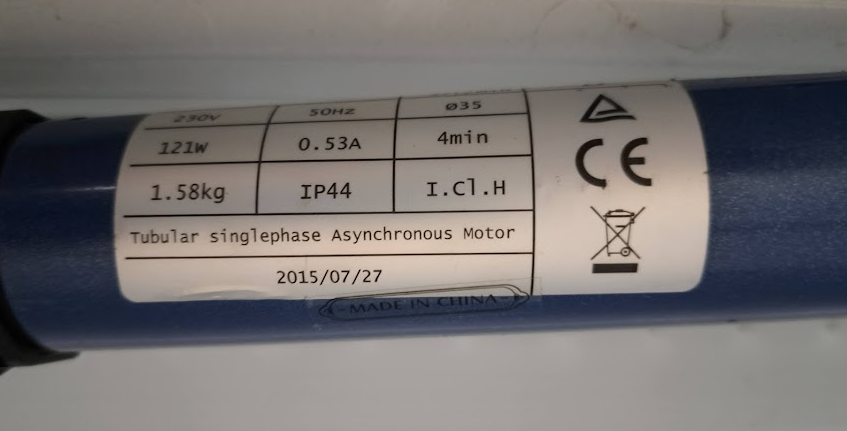 230V 50HZ Ø35
121W 0.53A 4min
1.58kg IP44 I.Cl.H
Tubular singlephase Asynchronous Motor
2015/07/27
MADE IN CHINA
CE